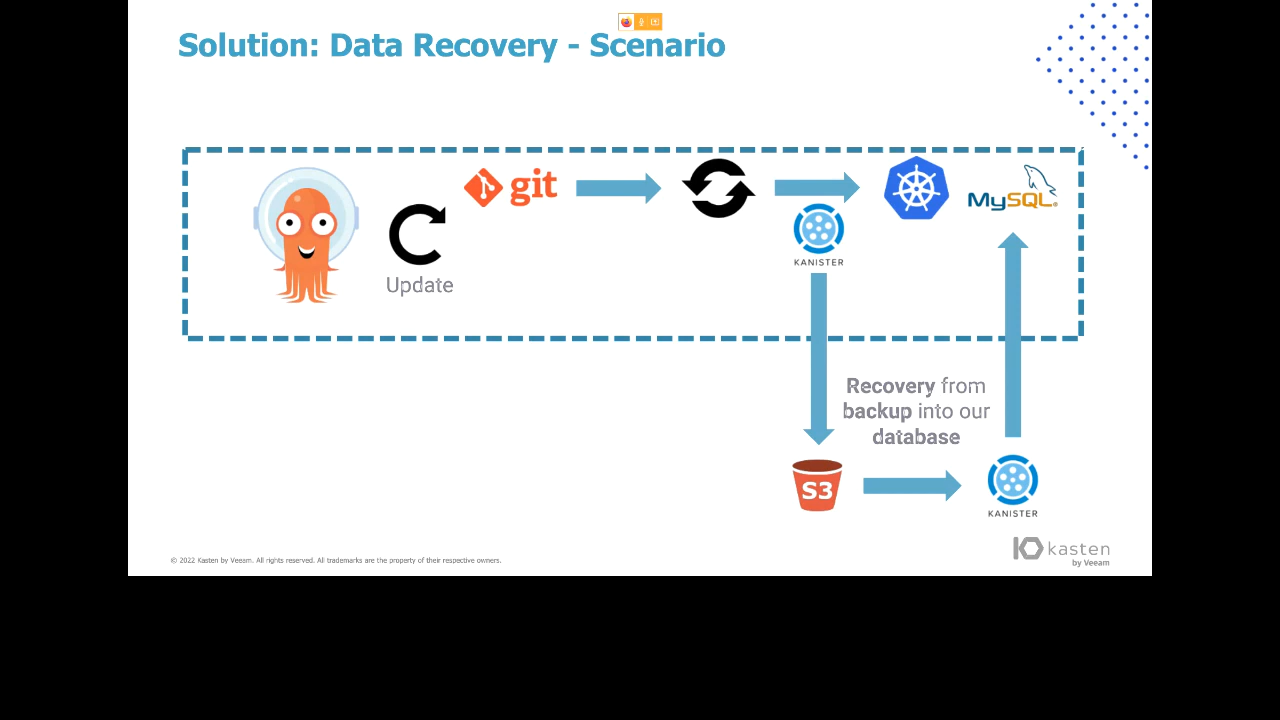 Solution: Data Recovery - Scenario
git
MySQL®
KANISTER
Update
Recovery from
backup into our
database
S3
KANISTER
kasten
by Veeam
© 2022 Kasten by Veeam. All rights reserved. All trademarks are the property of their respective owners.